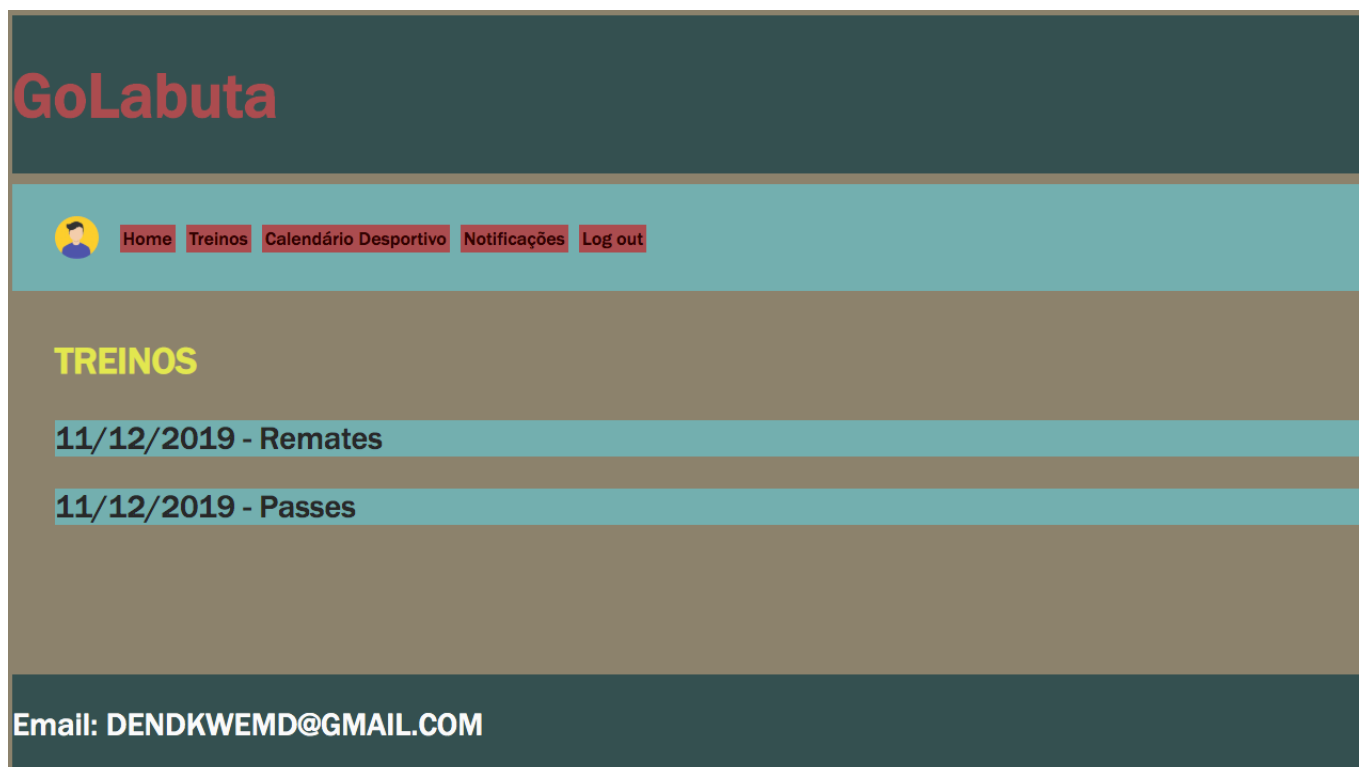 GoLabuta
Home Treinos Calendário Desportivo Notificações Log out
TREINOS
11/12/2019 - Remates
11/12/2019 - Passes
Email: DENDKWEMD@GMAIL.COM